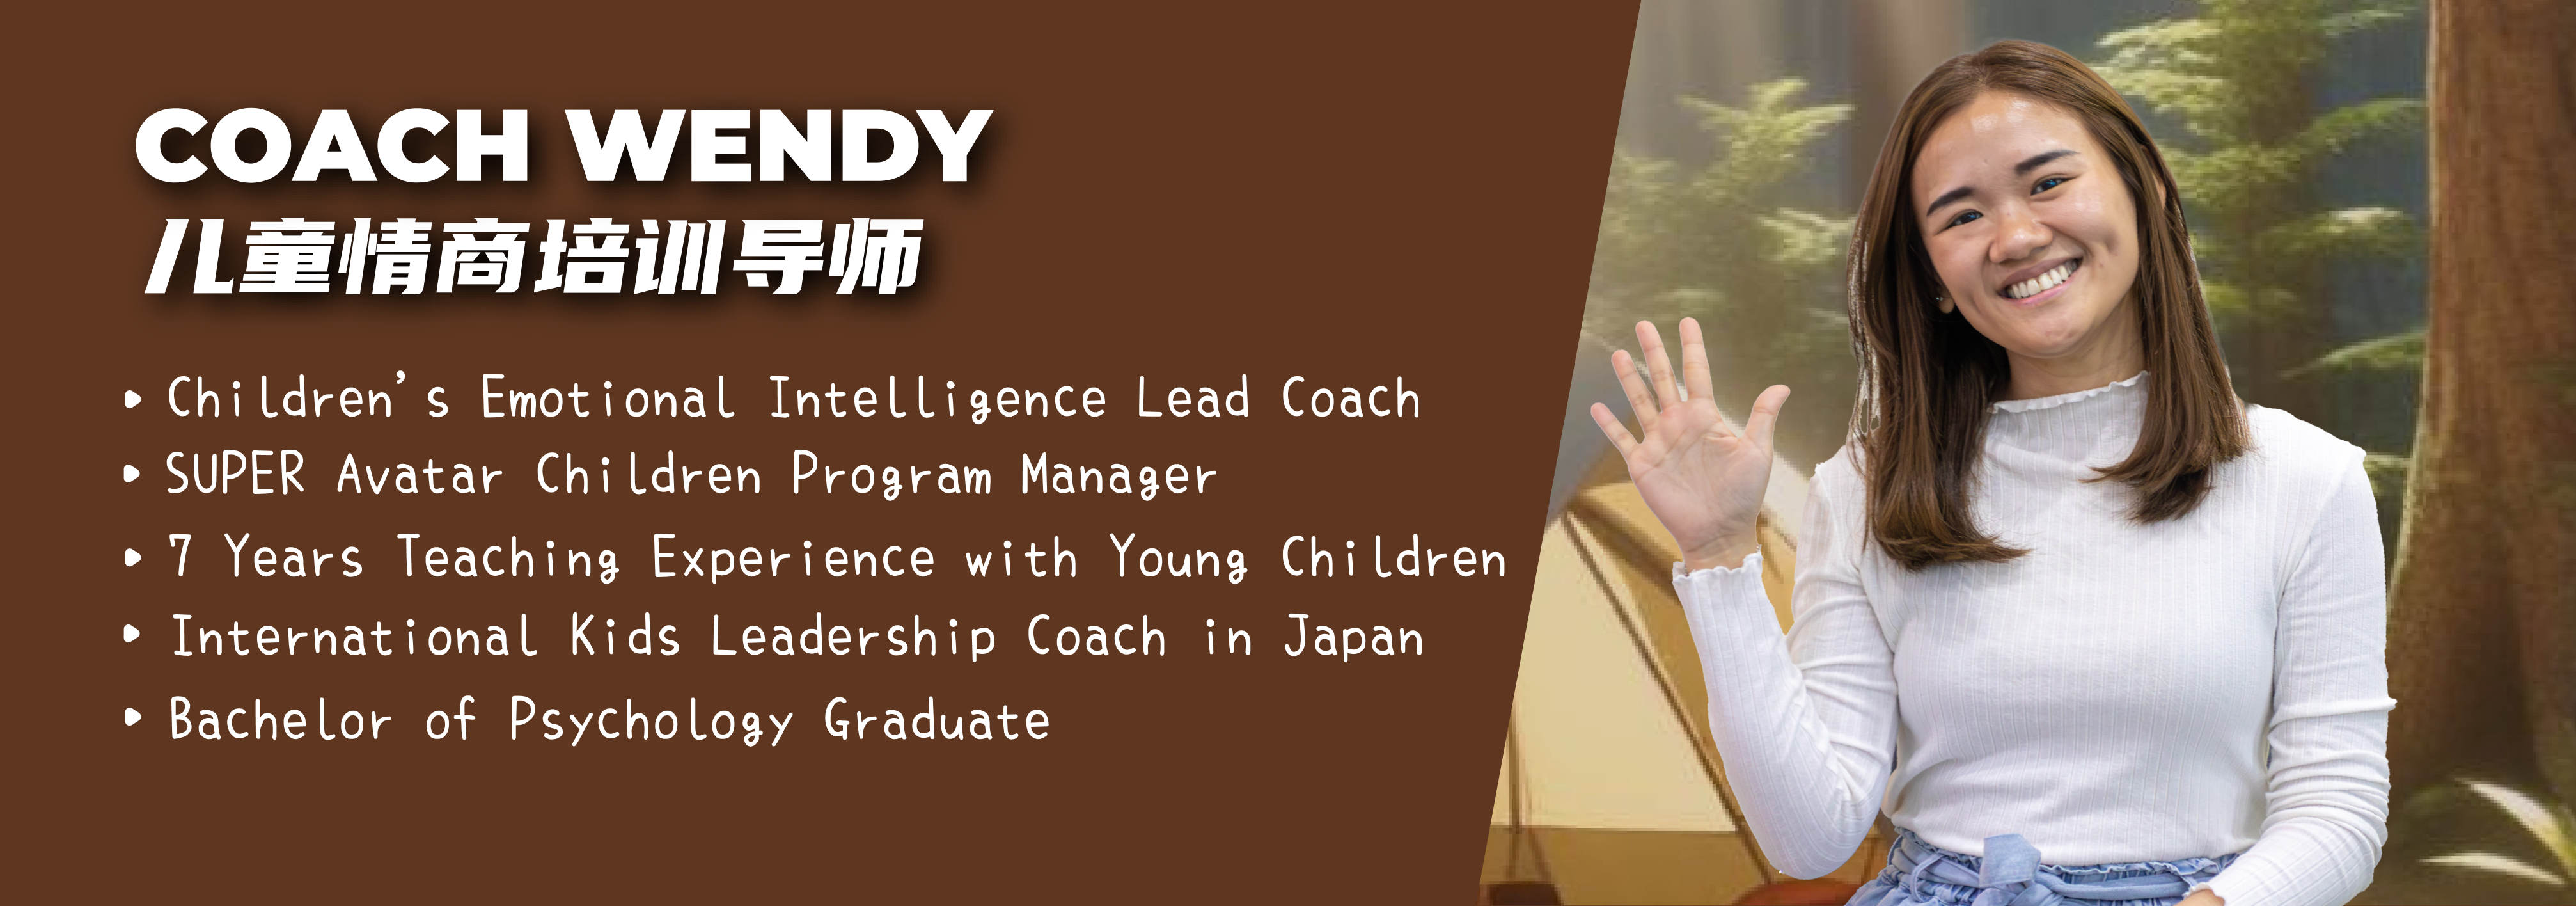 COACH WENDY
儿童情商培训导师
Children's Emotional Intelligence Lead Coach
SUPER Avatar Children Program Manager
7 Years Teaching Experience with Young Children
International Kids Leadership Coach in Japan
Bachelor of Psychology Graduate